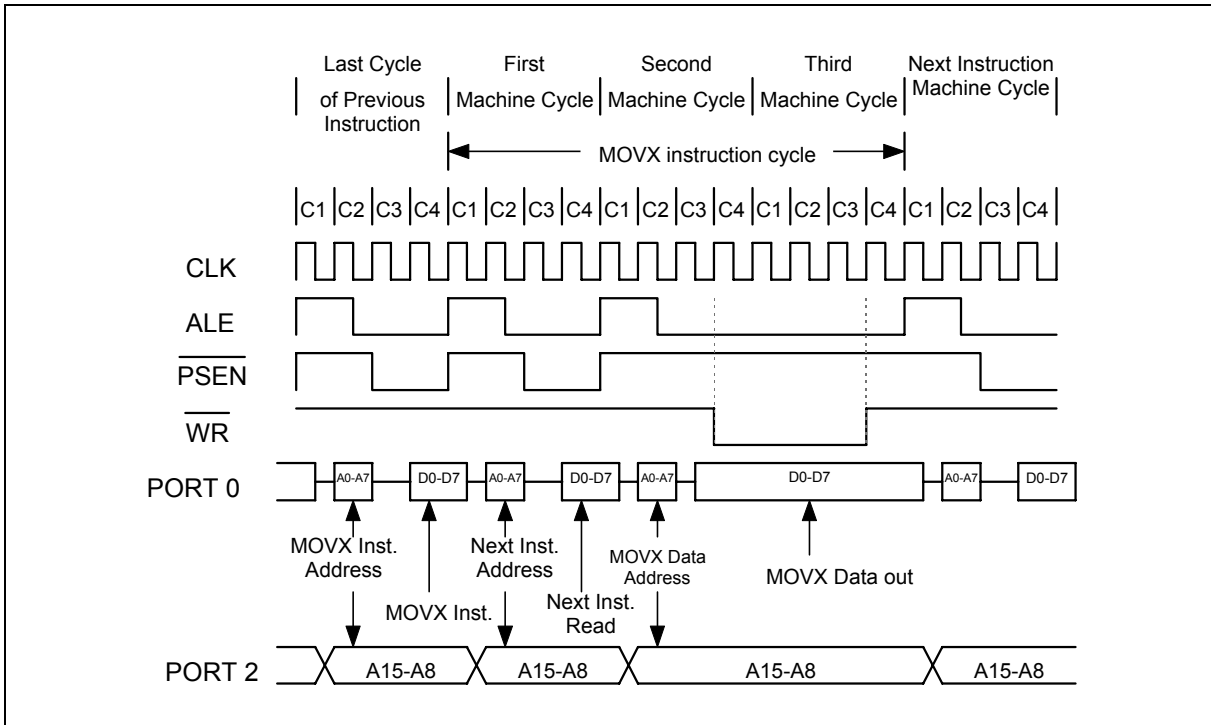 Last Cycle
of Previous
Instruction
First
Machine Cycle
Second
Machine Cycle
Third
Machine Cycle
Next Instruction
Machine Cycle
MOVX instruction cycle
C1 C2 C3 C4 C1 C2 C3 C4 C1 C2 C3 C4 C1 C2 C3 C4 C1 C2 C3 C4
CLK
ALE
PSEN
WR
PORT 0
A0-A7 D0-D7 A0-A7 D0-D7 A0-A7 D0-D7 A0-A7 D0-D7
MOVX Inst.
Address
MOVX Inst.
Next Inst.
Address
Next Inst.
Read
MOVX Data
Address
MOVX Data out
PORT 2
A15-A8 A15-A8 A15-A8 A15-A8